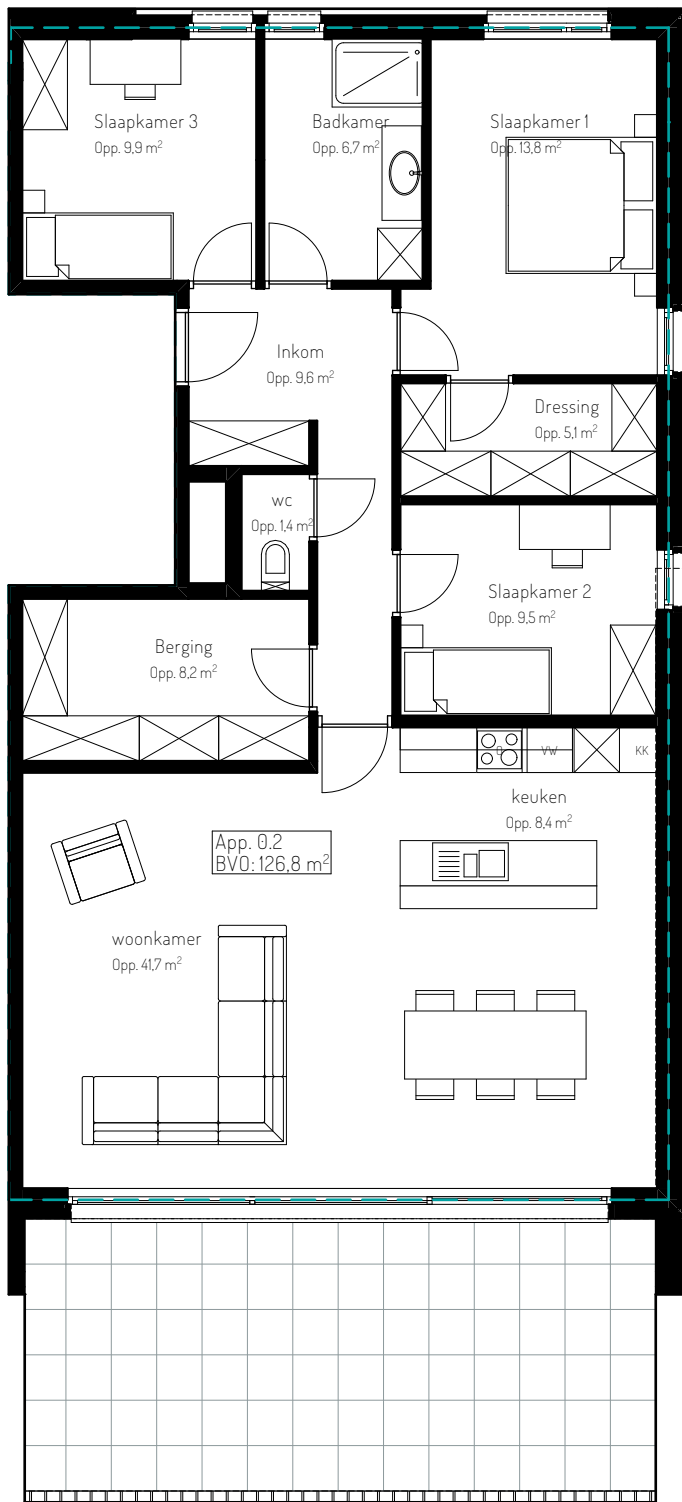 Slaapkamer 3
Opp. 9,9 m²
Badkamer
Opp. 6,7 m²
Slaapkamer 1
Opp. 13,8 m²
Inkom
Opp. 9,6 m²
Dressing
Opp. 5,1 m²
wc
Opp. 1,4 m²
Slaapkamer 2
Opp. 9,5 m²
Berging
Opp. 8,2 m²
VW
KK
keuken
Opp. 8,4 m²
App. 0.2
BVO: 126,8 m²
woonkamer
Opp. 41,7 m²